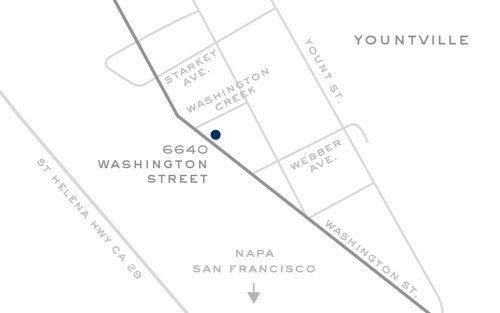 YOUNTVILLE
STARKEY
AVE.
YOUNT ST.
WASHINGTON
CREEK
6640
WASHINGTON
STREET
WEBBER
AVE.
ST HELENA HWY CA 29
WASHINGTON ST.
NAPA
SAN FRANCISCO